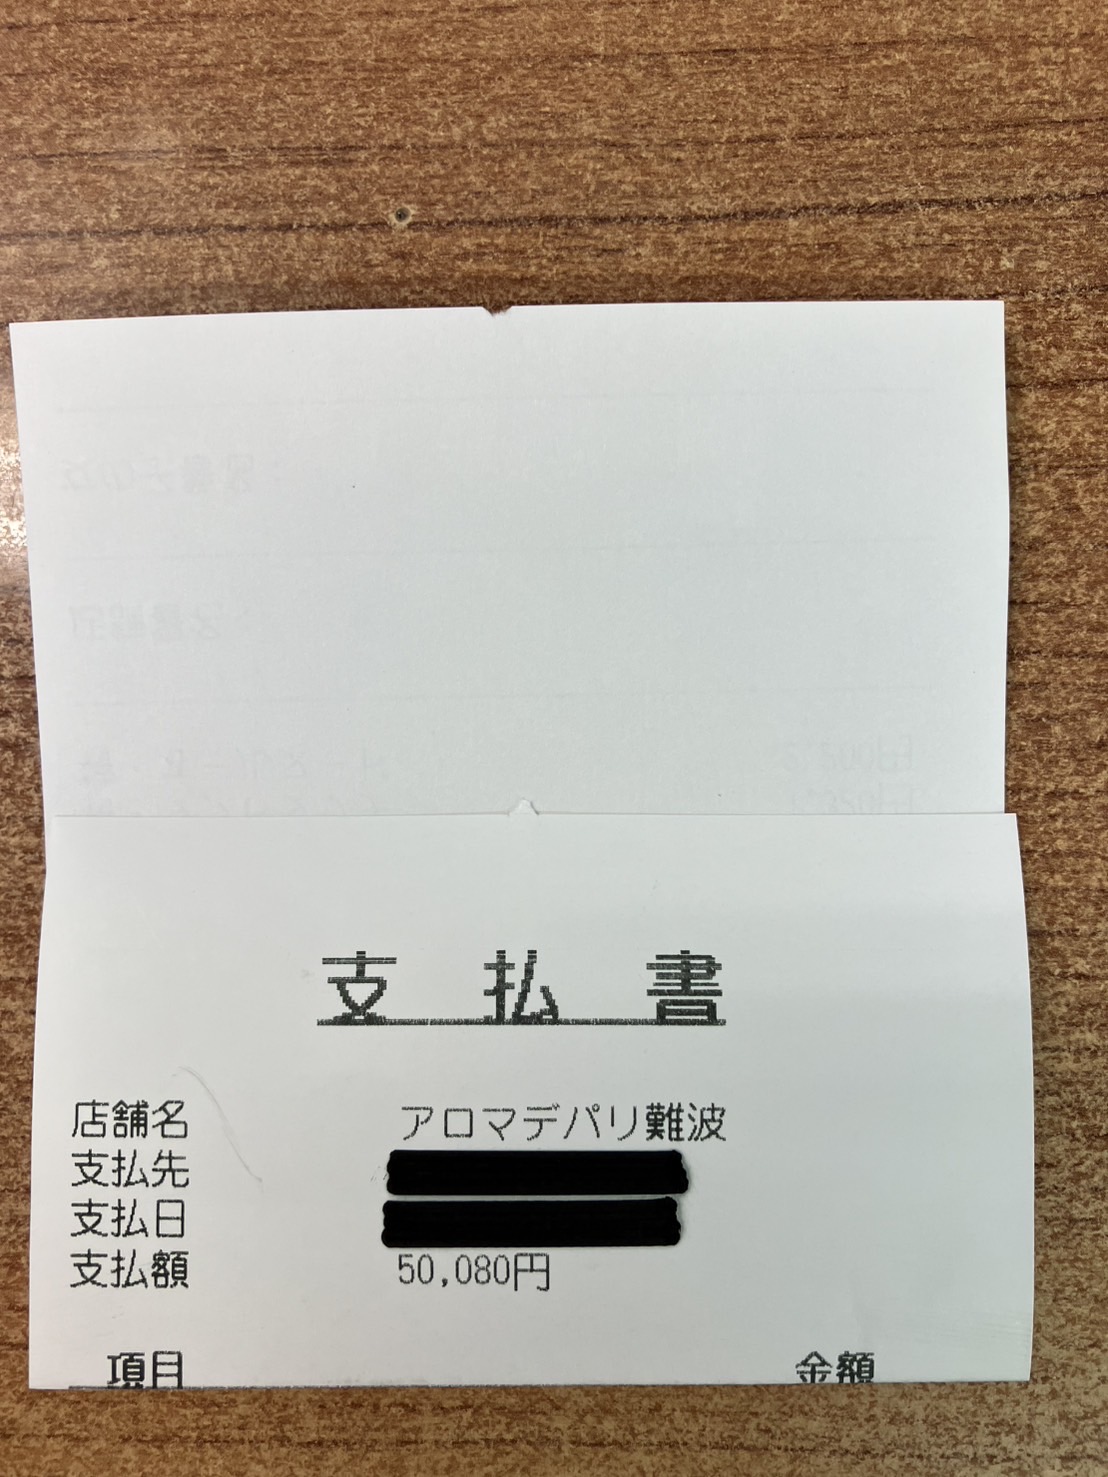 支払書
店舗名 アロマデパリ難波
支払先
支払日
支払額 50,080円
項目 金額